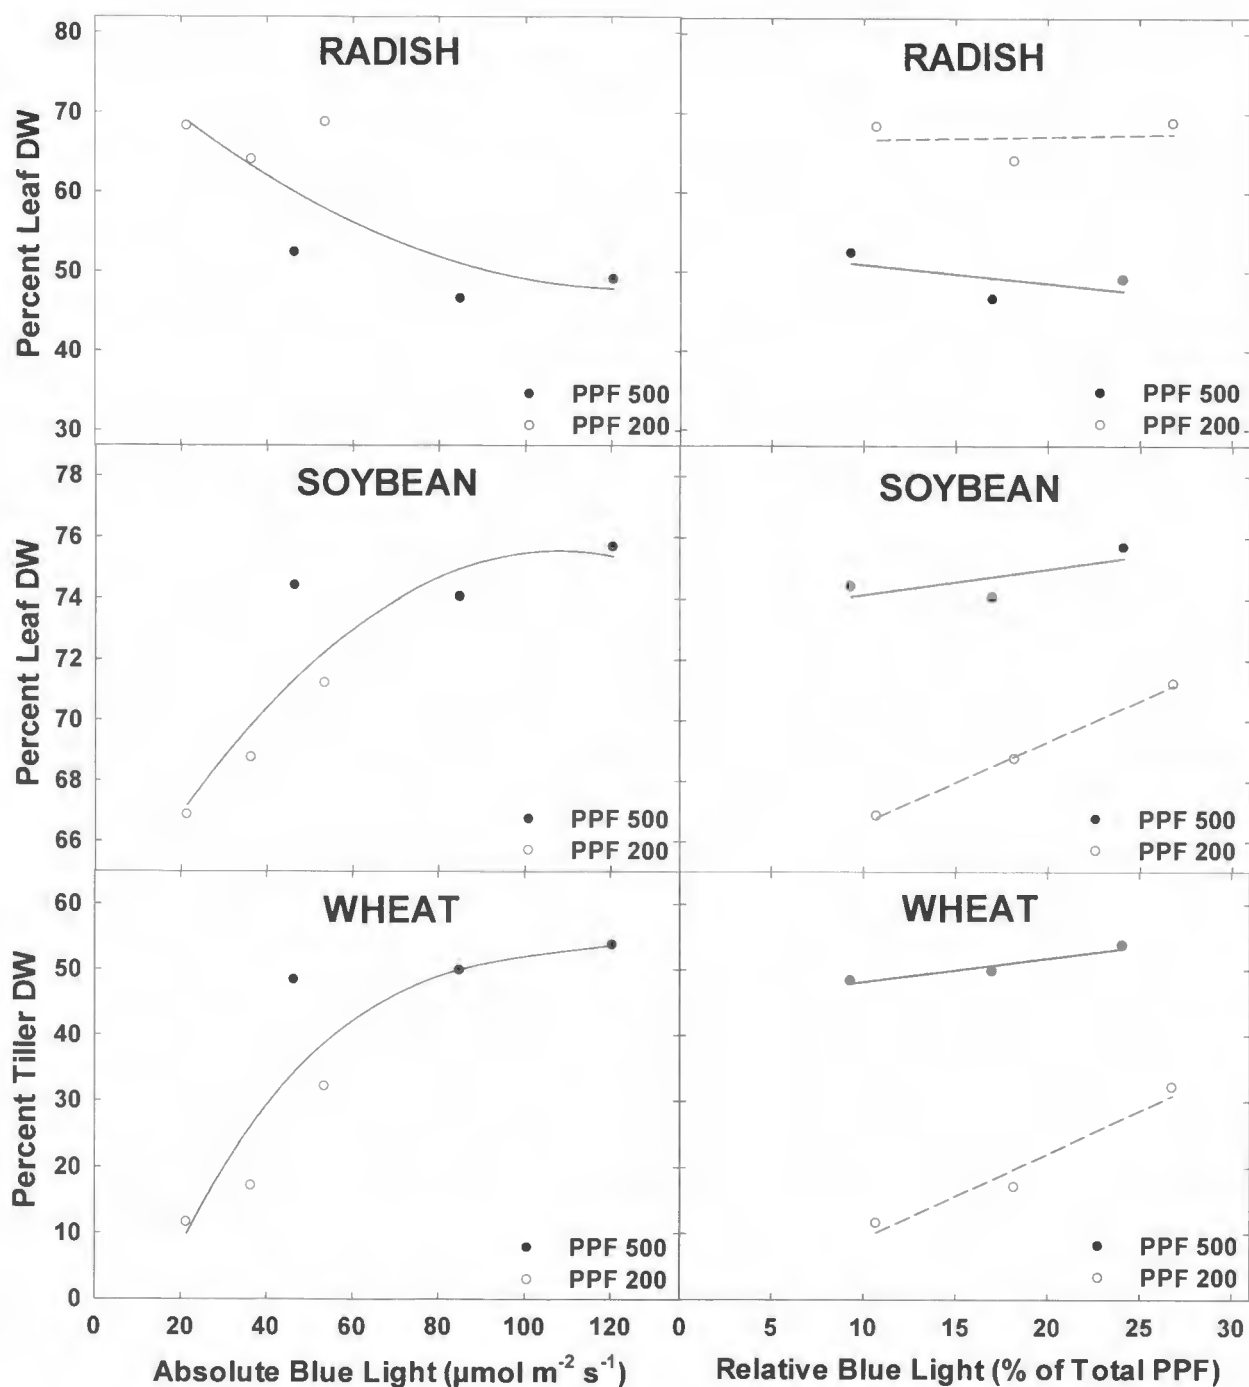 RADISH
RADISH
Percent Leaf DW
80
70
60
50
40
30
PPF 500
PPF 200
PPF 500
PPF 200
SOYBEAN
SOYBEAN
Percent Leaf DW
78
76
74
72
70
68
66
PPF 500
PPF 200
PPF 500
PPF 200
WHEAT
WHEAT
Percent Tiller DW
60
50
40
30
20
10
0
PPF 500
PPF 200
PPF 500
PPF 200
0 20 40 60 80 100 120
0 5 10 15 20 25 30
Absolute Blue Light (µmol m⁻² s⁻¹)
Relative Blue Light (% of Total PPF)